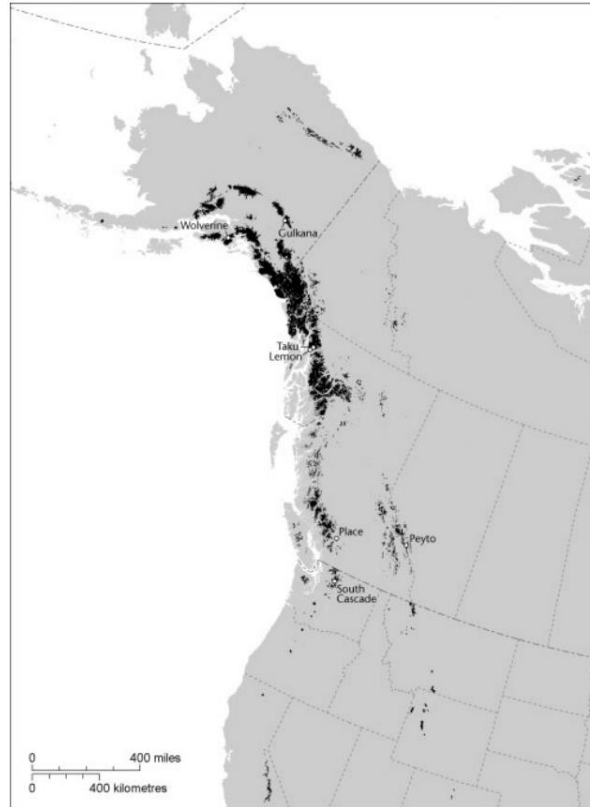 Wolverine
Gulkana
Taku
Lemon
Place
Peyto
South
Cascade
0 400 miles
0 400 kilometres